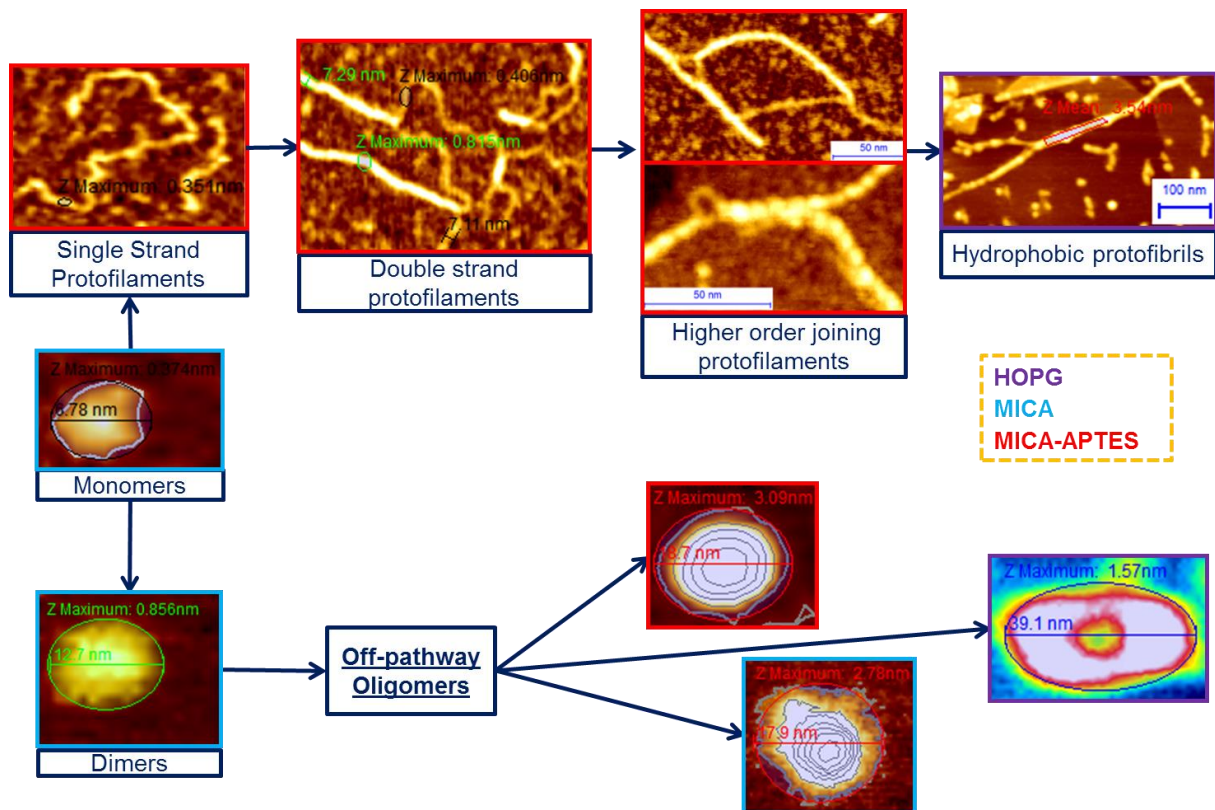 Z Maximum: 0.351nm
Single Strand
Protofilaments
7.29 nm
Z Maximum: 0.406nm
Z Maximum: 0.815nm
7.11 nm
Double strand
protofilaments
50 nm
50 nm
Higher order joining
protofilaments
Z Mean: 3.54nm
100 nm
Hydrophobic protofibrils
Z Maximum: 0.374nm
8.78 nm
Monomers
HOPG
MICA
MICA-APTES
Z Maximum: 0.856nm
12.7 nm
Dimers
Off-pathway
Oligomers
Z Maximum: 3.09nm
18.7 nm
Z Maximum: 1.57nm
39.1 nm
Z Maximum: 2.78nm
17.9 nm